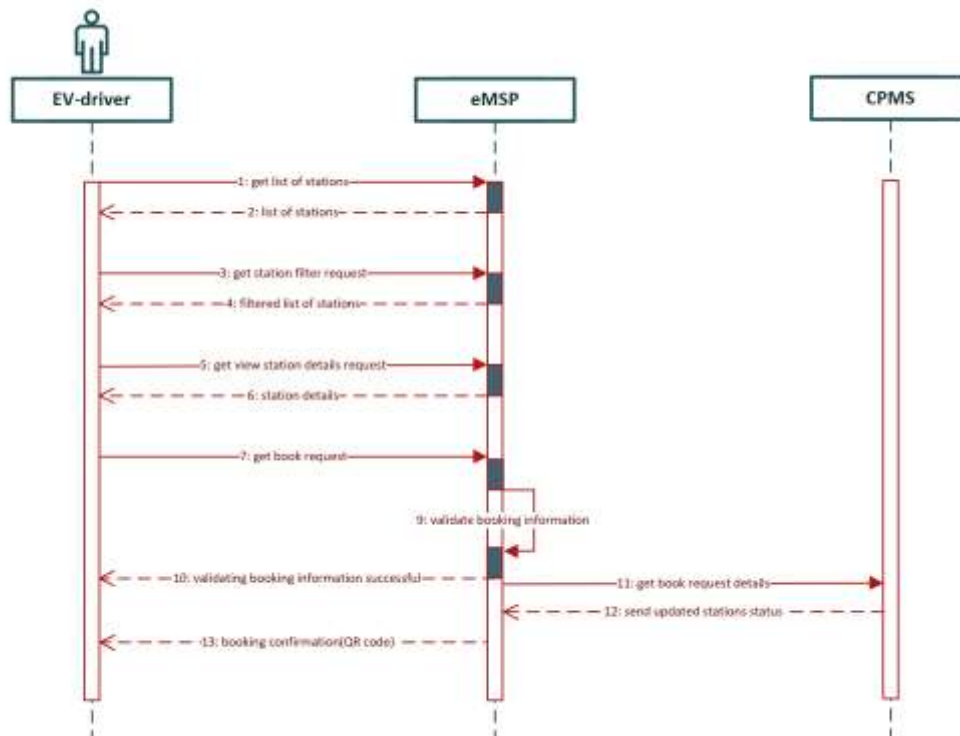 EV-driver
eMSP
CPMS
1: get list of stations
2: list of stations
3: get station filter request
4: filtered list of stations
5: get view station details request
6: station details
7: get book request
9: validate booking information
10: validating booking information successful
11: get book request details
12: send updated stations status
13: booking confirmation(QR code)